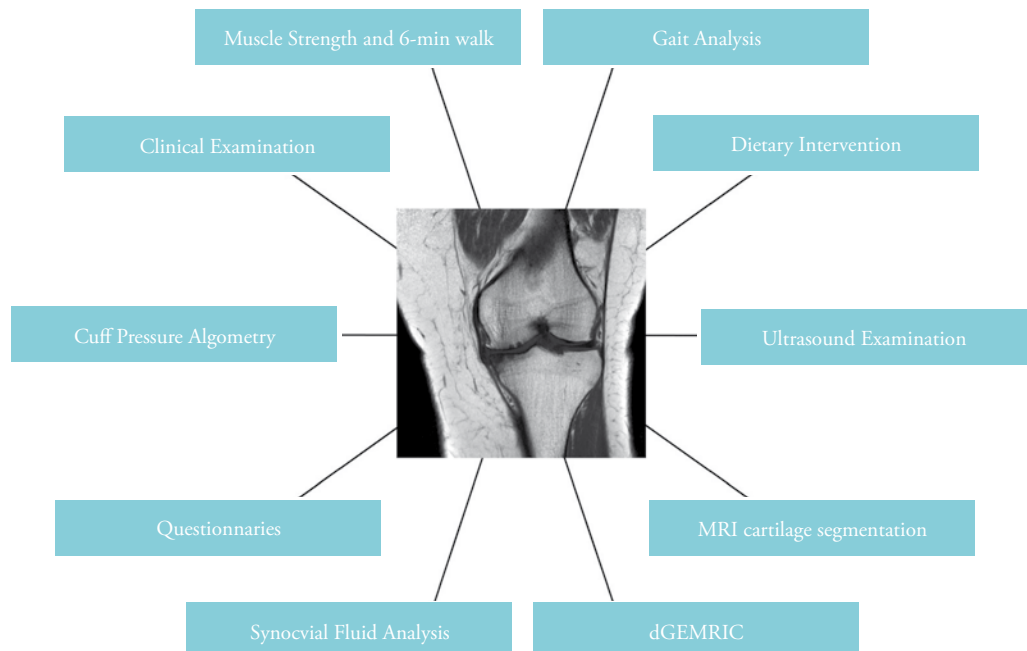 Muscle Strength and 6-min walk
Gait Analysis
Clinical Examination
Dietary Intervention
Cuff Pressure Algometry
Ultrasound Examination
Questionnaries
MRI cartilage segmentation
Synocvial Fluid Analysis
dGEMRIC